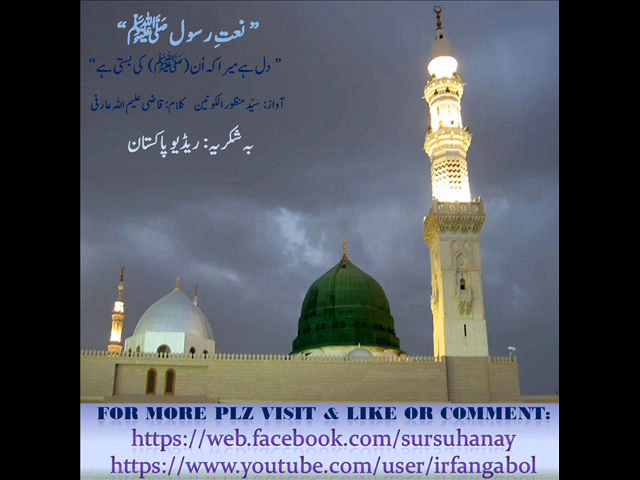 ” نعتِ رسول ﷺ “
” دل ہے میرا کہ اُن (ﷺ) کی بستی ہے “
آواز: سیّد منظور الکونین کلام: قاضی علیم اللہ عارفی
بہ شکریہ: ریڈیو پاکستان
FOR MORE PLZ VISIT & LIKE OR COMMENT:
https://web.facebook.com/sursuhanay
https://www.youtube.com/user/irfangabol